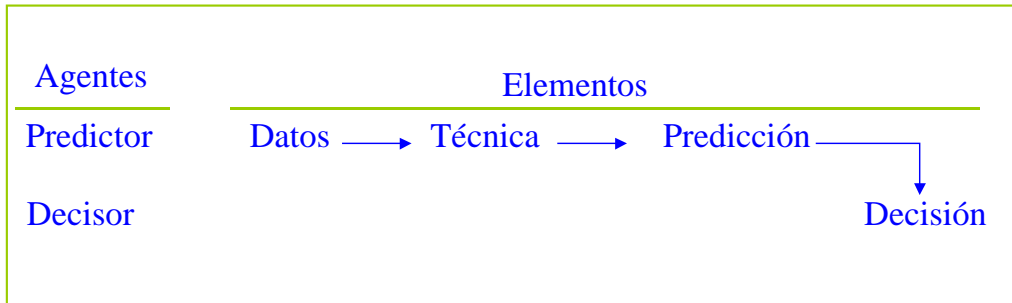 Agentes
Elementos
Predictor Datos Técnica Predicción
Decisor Decisión